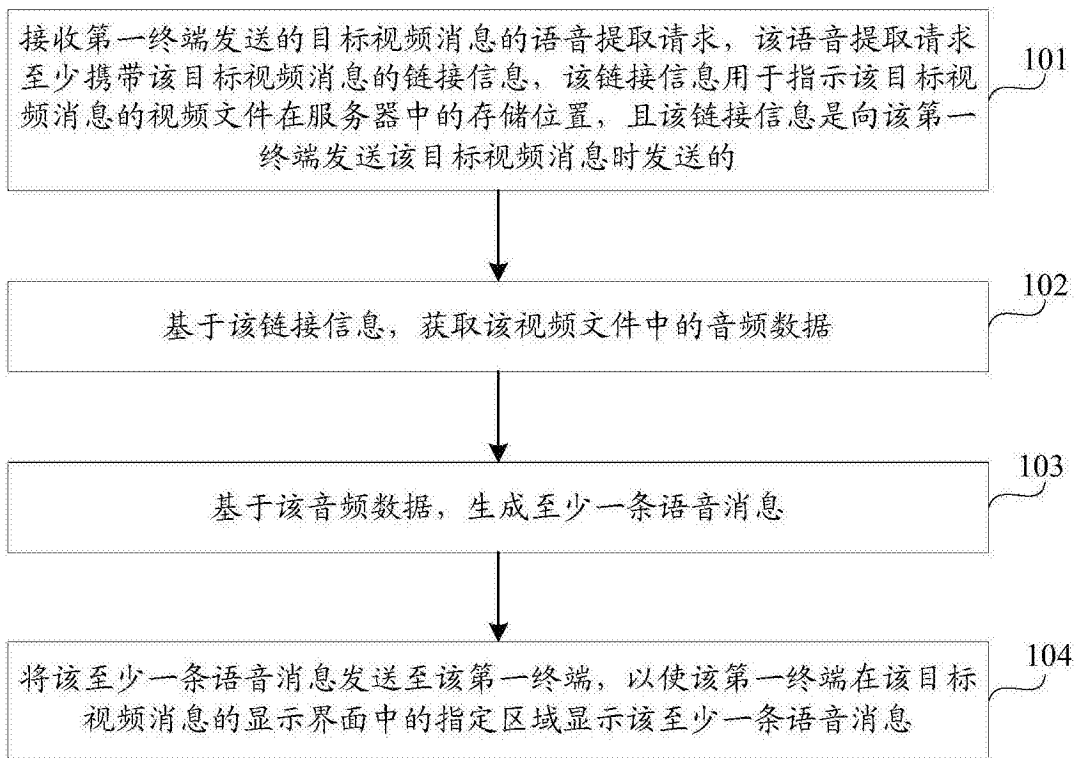 接收第一终端发送的目标视频消息的语音提取请求，该语音提取请求
至少携带该目标视频消息的链接信息，该链接信息用于指示该目标视
频消息的视频文件在服务器中的存储位置，且该链接信息是向该第一
终端发送该目标视频消息时发送的
101
基于该链接信息，获取该视频文件中的音频数据
102
基于该音频数据，生成至少一条语音消息
103
将该至少一条语音消息发送至该第一终端，以使该第一终端在该目标
视频消息的显示界面中的指定区域显示该至少一条语音消息
104